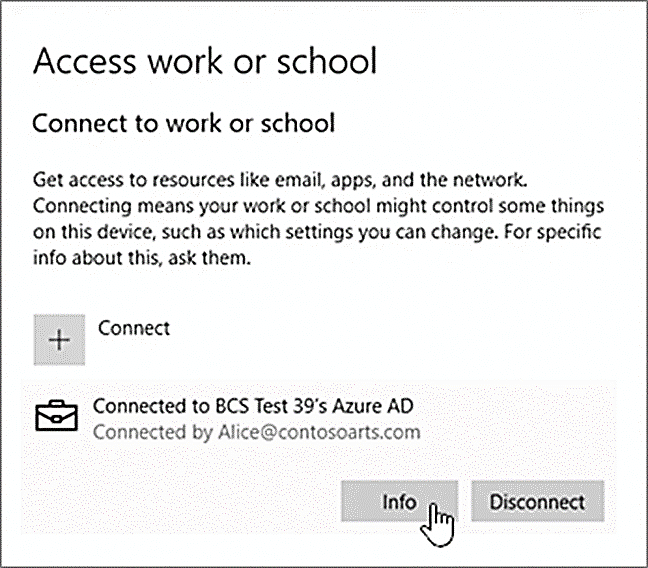 Access work or school
Connect to work or school
Get access to resources like email, apps, and the network.
Connecting means your work or school might control some things
on this device, such as which settings you can change. For specific
info about this, ask them.
Connect
Connected to BCS Test 39's Azure AD
Connected by Alice@contosoarts.com
Info
Disconnect